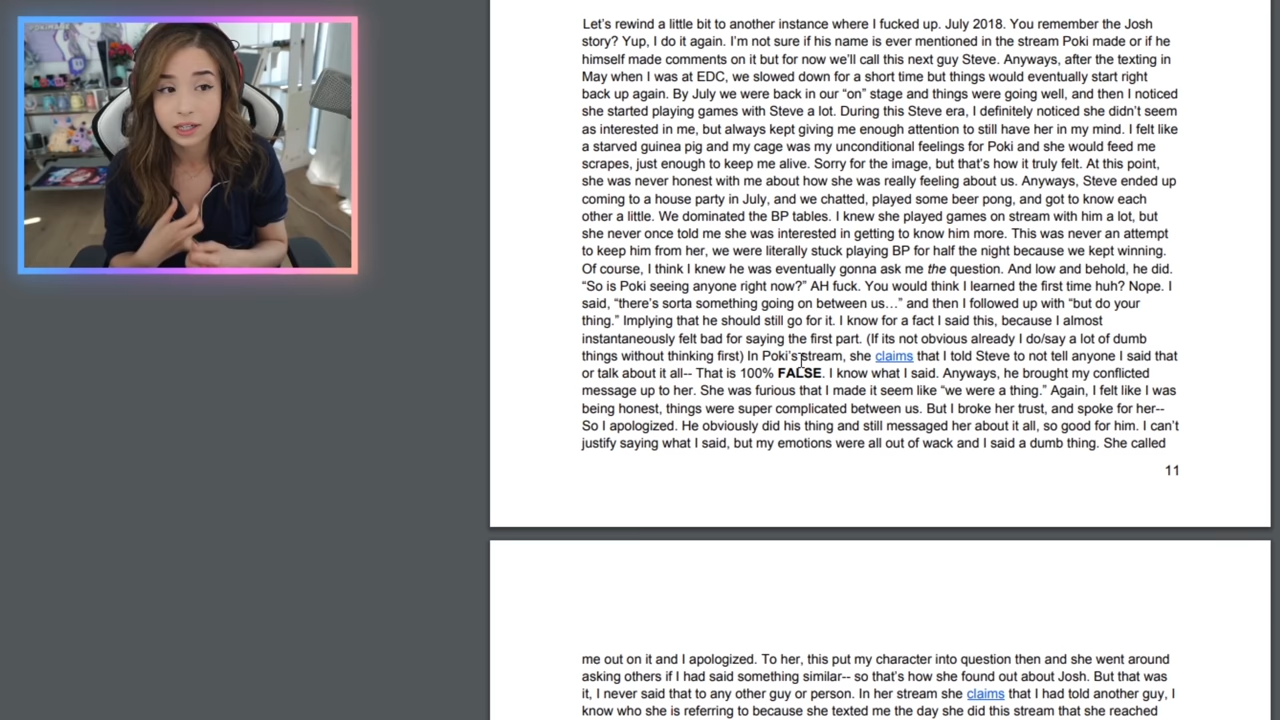 Let’s rewind a little bit to another instance where I fucked up. July 2018. You remember the Josh
story? Yup, I do it again. I’m not sure if his name is ever mentioned in the stream Poki made or if he
himself made comments on it but for now we’ll call this next guy Steve. Anyways, after the texting in
May when I was at EDC, we slowed down for a short time but things would eventually start right
back up again. By July we were back in our “on” stage and things were going well, and then I noticed
she started playing games with Steve a lot. During this Steve era, I definitely noticed she didn’t seem
as interested in me, but always kept giving me enough attention to still have her in my mind. I felt like
a starved guinea pig and my cage was my unconditional feelings for Poki and she would feed me
scrapes, just enough to keep me alive. Sorry for the image, but that’s how it truly felt. At this point,
she was never honest with me about how she was really feeling about us. Anyways, Steve ended up
coming to a house party in July, and we chatted, played some beer pong, and got to know each
other a little. We dominated the BP tables. I knew she played games on stream with him a lot, but
she never once told me she was interested in getting to know him more. This was never an attempt
to keep him from her, we were literally stuck playing BP for half the night because we kept winning.
Of course, I think I knew he was eventually gonna ask me the question. And low and behold, he did.
“So is Poki seeing anyone right now?” AH fuck. You would think I learned the first time huh? Nope. I
said, “there’s sorta something going on between us…” and then I followed up with “but do your
thing.” Implying that he should still go for it. I know for a fact I said this, because I almost
instantaneously felt bad for saying the first part. (If its not obvious already I do/say a lot of dumb
things without thinking first) In Poki’s stream, she claims that I told Steve to not tell anyone I said that
or talk about it all-- That is 100% FALSE. I know what I said. Anyways, he brought my conflicted
message up to her. She was furious that I made it seem like “we were a thing.” Again, I felt like I was
being honest, things were super complicated between us. But I broke her trust, and spoke for her--
So I apologized. He obviously did his thing and still messaged her about it all, so good for him. I can’t
justify saying what I said, but my emotions were all out of wack and I said a dumb thing. She called
11
me out on it and I apologized. To her, this put my character into question then and she went around
asking others if I had said something similar-- so that’s how she found out about Josh. But that was
it, I never said that to any other guy or person. In her stream she claims that I had told another guy, I
know who she is referring to because she texted me the day she did this stream that she reached